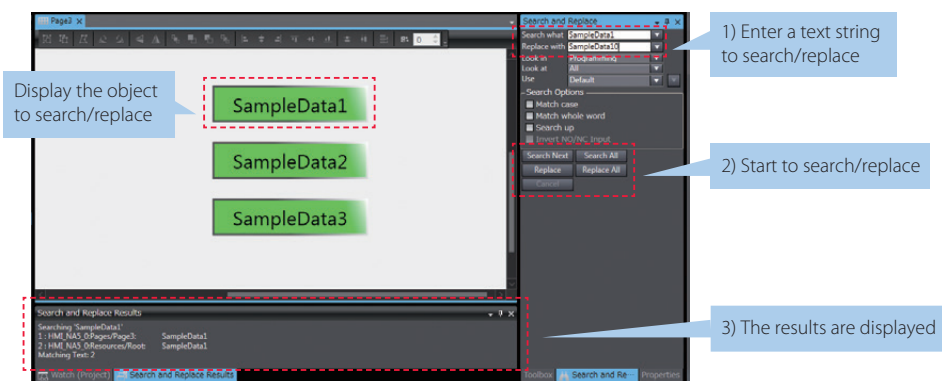 Page3 x
0
Display the object
to search/replace
SampleData1
SampleData2
SampleData3
Search and Replace
Search what SampleData1
Replace with SampleData10
Look in Programming
Look at All
Use Default
Search Options
Match case
Match whole word
Search up
Invert NO/NC Input
Search Next Search All
Replace Replace All
Cancel
1) Enter a text string
to search/replace
2) Start to search/replace
3) The results are displayed
Search and Replace Results
Searching 'SampleData1'
1 : HMI_NA5_0:Pages/Page3: SampleData1
2 : HMI_NA5_0:Resources/Root: SampleData1
Matching Text: 2
Watch (Project) Search and Replace Results
Toolbox Search and Re... Properties